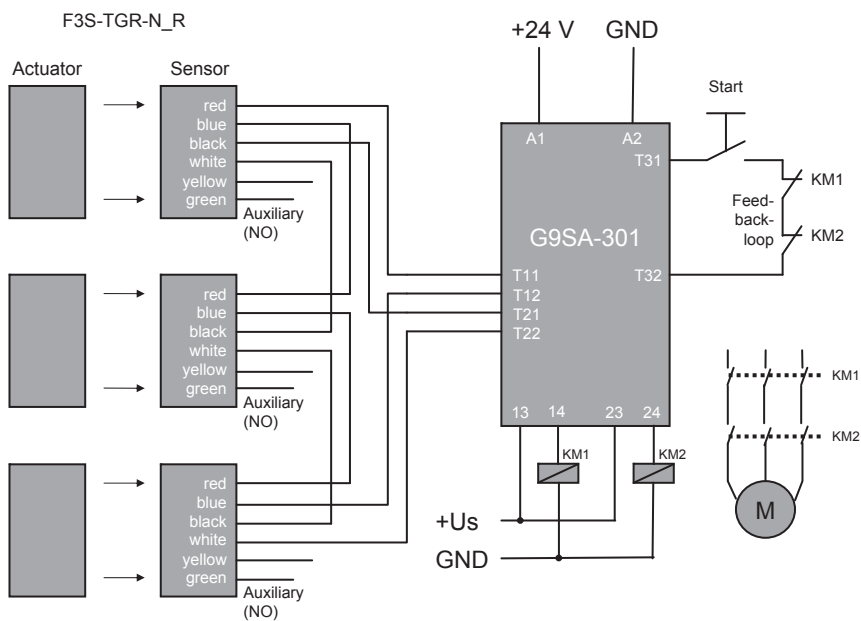 F3S-TGR-N_R
Actuator
Sensor
red
blue
black
white
yellow
green
Auxiliary
(NO)
red
blue
black
white
yellow
green
Auxiliary
(NO)
red
blue
black
white
yellow
green
Auxiliary
(NO)
+24 V
GND
A1
A2
T31
G9SA-301
T11
T12
T21
T22
T32
13
14
23
24
Start
KM1
Feed-
back-
loop
KM2
KM1
KM2
+Us
GND
KM1
KM2
M